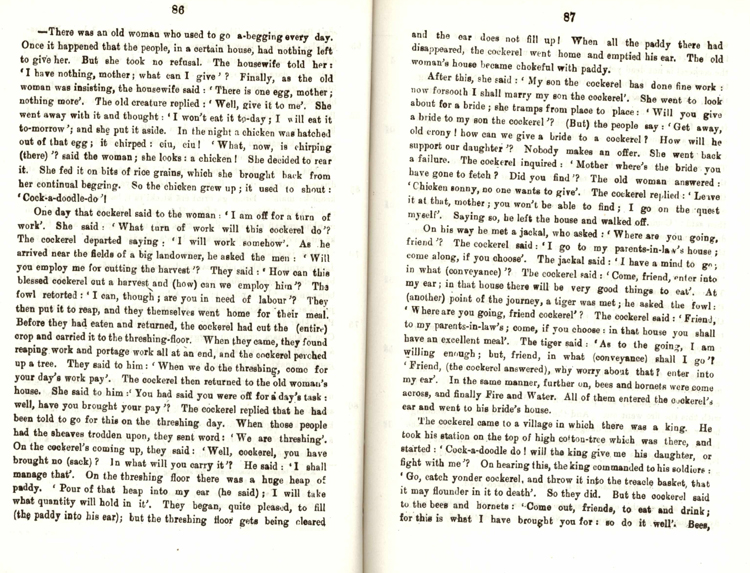 86
—There was an old woman who used to go a-begging every day.
Once it happened that the people, in a certain house, had nothing left
to give her. But she took no refusal. The housewife told her:
'I have nothing, mother; what can I give'? Finally, as the old
woman was insisting, the housewife said: 'There is one egg, mother;
nothing more'. The old creature replied: 'Well, give it to me'. She
went away with it and thought: 'I won't eat it to-day; I will eat it
to-morrow'; and she put it aside. In the night a chicken was hatched
out of that egg; it chirped: ciu, ciu! 'What, now, is chirping
(there)'? said the woman; she looks: a chicken! She decided to rear
it. She fed it on bits of rice grains, which she brought back from
her continual begging. So the chicken grew up; it used to shout:
'Cock-a-doodle-do'!
One day that cockerel said to the woman: 'I am off for a turn of
work'. She said: 'What turn of work will this cockerel do'?
The cockerel departed saying: 'I will work somehow'. As he
arrived near the fields of a big landowner, he asked the men: 'Will
you employ me for cutting the harvest'? They said: 'How can this
blessed cockerel cut a harvest and (how) can we employ him'? The
fowl retorted: 'I can, though; are you in need of labour'? They
then put it to reap, and they themselves went home for their meal.
Before they had eaten and returned, the cockerel had cut the (entire)
crop and carried it to the threshing-floor. When they came, they found
reaping work and portage work all at an end, and the cockerel perched
up a tree. They said to him: 'When we do the threshing, come for
your day's work pay'. The cockerel then returned to the old woman's
house. She said to him: 'You had said you were off for a day's task:
well, have you brought your pay'? The cockerel replied that he had
been told to go for this on the threshing day. When those people
had the sheaves trodden upon, they sent word: 'We are threshing'.
On the cockerel's coming up, they said: 'Well, cockerel, you have
brought no (sack)? In what will you carry it'? He said: 'I shall
manage that'. On the threshing floor there was a huge heap of
paddy. 'Pour of that heap into my ear (he said); I will take
what quantity will hold in it'. They began, quite pleased, to fill
(the paddy into his ear); but the threshing floor gets being cleared
87
and the ear does not fill up! When all the paddy there had
disappeared, the cockerel went home and emptied his ear. The old
woman's house became chokeful with paddy.
After this, she said: 'My son the cockerel has done fine work:
now forsooth I shall marry my son the cockerel'. She went to look
about for a bride; she tramps from place to place: 'Will you give
a bride to my son the cockerel'? (But) the people say: 'Get away,
old crony! how can we give a bride to a cockerel? How will he
support our daughter'? Nobody makes an offer. She went back
a failure. The cockerel inquired: 'Mother where's the bride you
have gone to fetch? Did you find'? The old woman answered:
'Chicken sonny, no one wants to give'. The cockerel replied: 'Leave
it at that, mother; you won't be able to find; I go on the quest
myself'. Saying so, he left the house and walked off.
On his way he met a jackal, who asked: 'Where are you going,
friend'? The cockerel said: 'I go to my parents-in-law's house;
come along, if you choose'. The jackal said: 'I have a mind to go;
in what (conveyance)'? The cockerel said: 'Come, friend, enter into
my ear; in that house there will be very good things to eat'. At
(another) point of the journey, a tiger was met; he asked the fowl:
'Where are you going, friend cockerel'? The cockerel said: 'Friend,
to my parents-in-law's; come, if you choose: in that house you shall
have an excellent meal'. The tiger said: 'As to the going, I am
willing enough; but, friend, in what (conveyance) shall I go'?
'Friend, (the cockerel answered), why worry about that? enter into
my ear'. In the same manner, further on, bees and hornets were come
across, and finally Fire and Water. All of them entered the cockerel's
ear and went to his bride's house.
The cockerel came to a village in which there was a king. He
took his station on the top of high cotton-tree which was there, and
started: 'Cock-a-doodle do! will the king give me his daughter, or
fight with me'? On hearing this, the king commanded to his soldiers:
'Go, catch yonder cockerel, and throw it into the treacle basket, that
it may flounder in it to death'. So they did. But the cockerel said
to the bees and hornets: 'Come out, friends, to eat and drink;
for this is what I have brought you for: so do it well'. Bees,